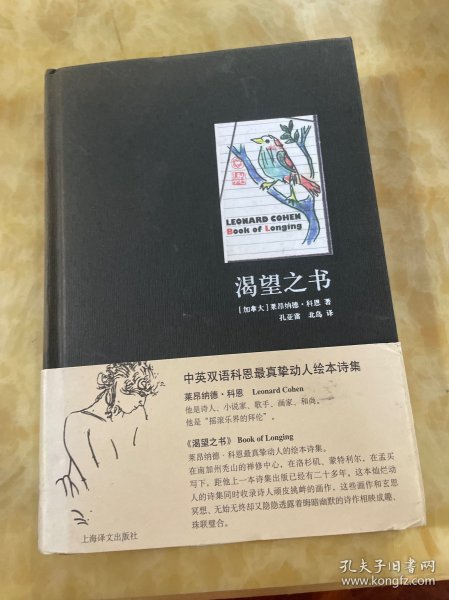 LEONARD COHEN
Book of Longing
渴望之书
[加拿大]莱昂纳德·科恩 著
孔亚雷 北岛 译
中英双语科恩最真挚动人绘本诗集
莱昂纳德·科恩 Leonard Cohen
他是诗人、小说家、歌手、画家、和尚。
他是“摇滚乐界的拜伦”。
《渴望之书》Book of Longing
莱昂纳德·科恩最真挚动人的绘本诗集。
在南加州秃山的禅修中心，在洛杉矶、蒙特利尔，在孟买
写下，距他上一本诗集出版已经有二十多年。这本灿烂动
人的诗集同时收录诗人顽皮挑衅的画作，这些画作和玄思
冥想、无始无终却又隐隐透露着晦暗幽默的诗作相映成趣，
珠联璧合。
上海译文出版社
孔夫子旧书网
www.kongfz.com